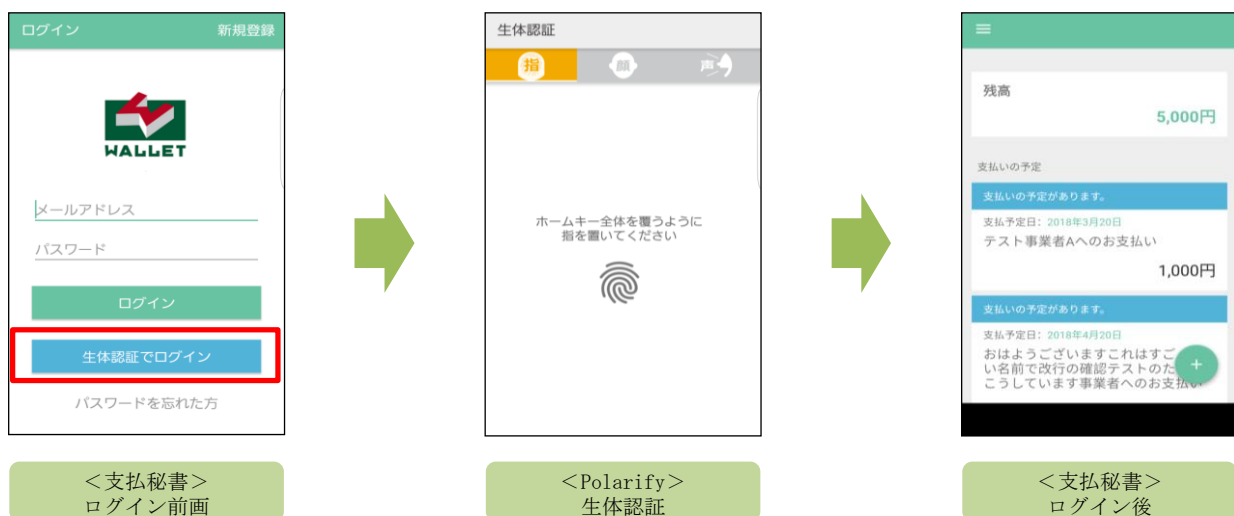 ログイン 新規登録
WALLET
メールアドレス
パスワード
ログイン
生体認証でログイン
パスワードを忘れた方
＜支払秘書＞
ログイン前画
生体認証
指 顔 声
ホームキー全体を覆うように
指を置いてください
＜Polarify＞
生体認証
残高
5,000円
支払いの予定
支払いの予定があります。
支払予定日: 2018年3月20日
テスト事業者Aへのお支払い
1,000円
支払いの予定があります。
支払予定日: 2018年4月20日
おはようございますこれはすご
い名前で改行の確認テストのた
こうしています事業者へのお支払い
＜支払秘書＞
ログイン後